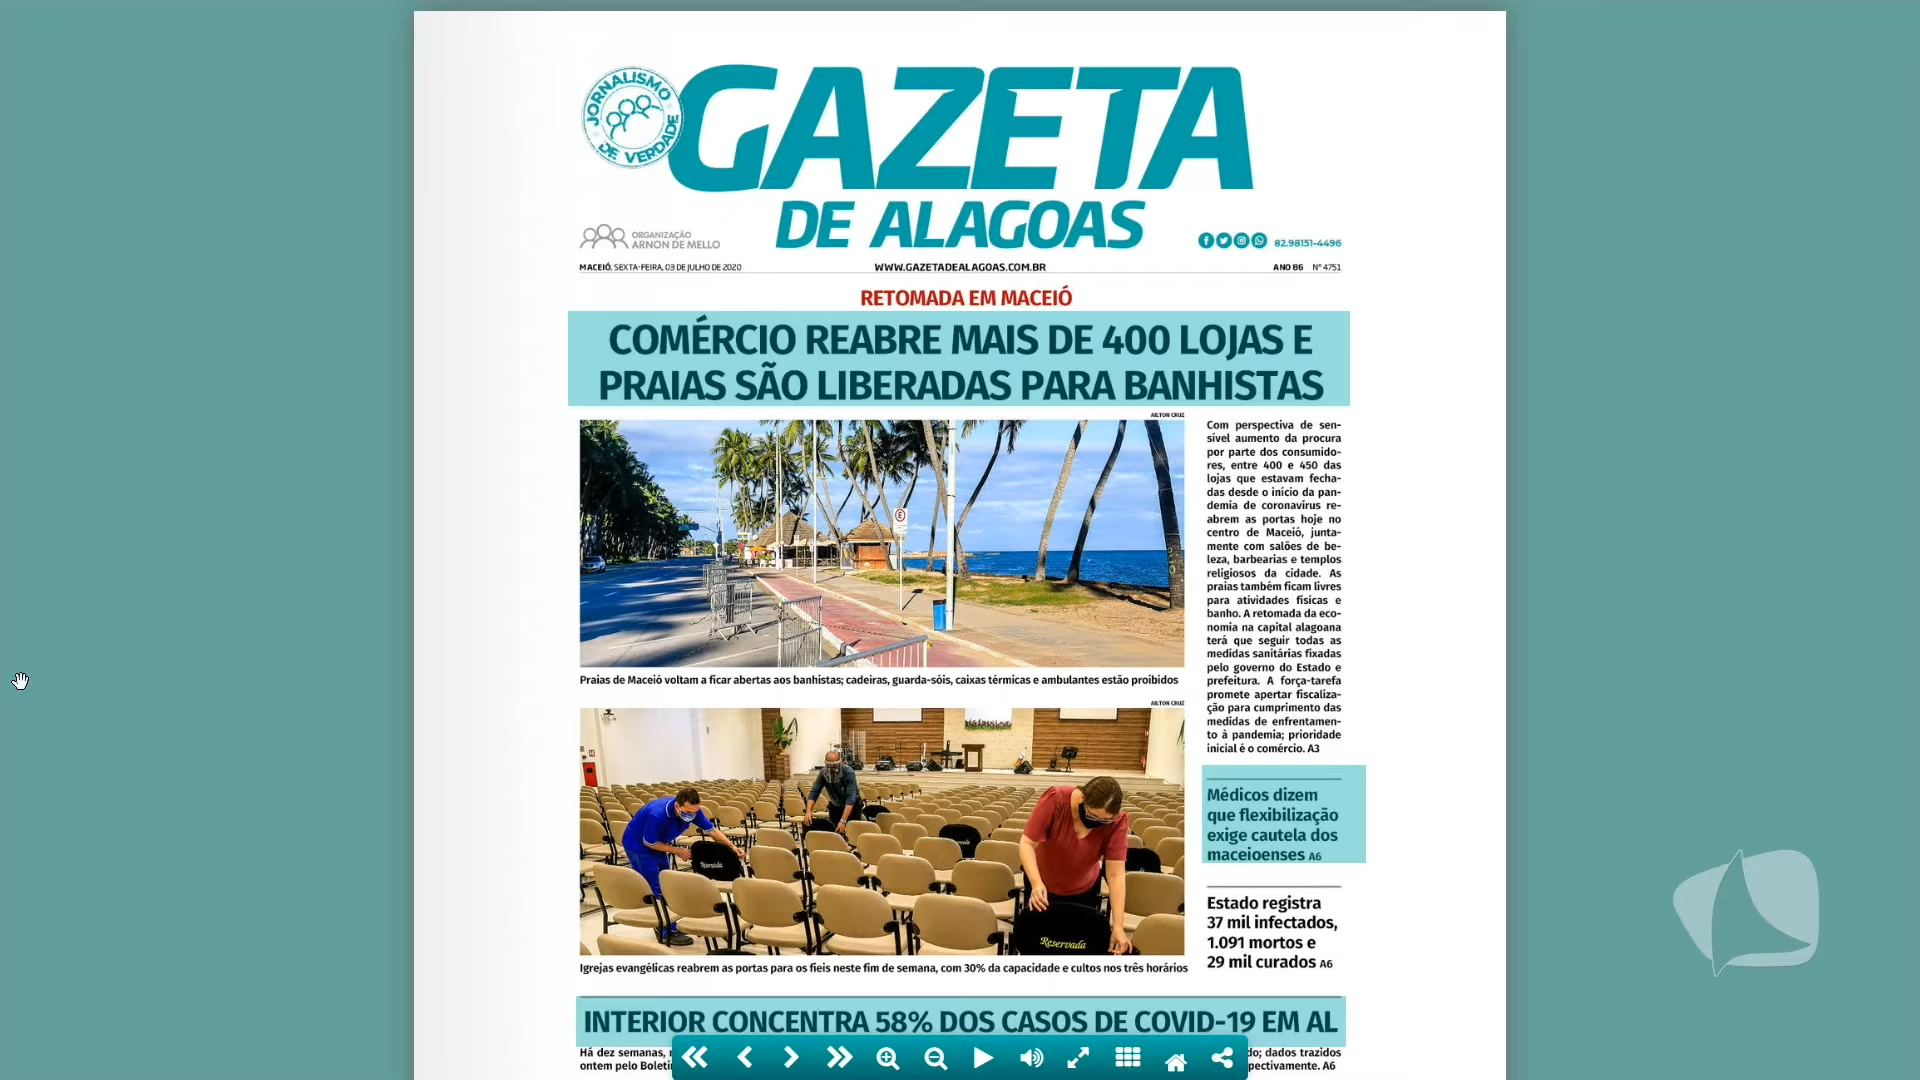 JORNALISMO
DE VERDADE
GAZETA
DE ALAGOAS
ORGANIZAÇÃO
ARNON DE MELLO
82.98151-4496
MACEIÓ, SEXTA-FEIRA, 03 DE JULHO DE 2020
WWW.GAZETADEALAGOAS.COM.BR
ANO 86 Nº 4751
RETOMADA EM MACEIÓ
COMÉRCIO REABRE MAIS DE 400 LOJAS E
PRAIAS SÃO LIBERADAS PARA BANHISTAS
AILTON CRUZ
Praias de Maceió voltam a ficar abertas aos banhistas; cadeiras, guarda-sóis, caixas térmicas e ambulantes estão proibidos
Com perspectiva de sen-
sível aumento da procura
por parte dos consumido-
res, entre 400 e 450 das
lojas que estavam fecha-
das desde o início da pan-
demia de coronavírus re-
abrem as portas hoje no
centro de Maceió, junta-
mente com salões de be-
leza, barbearias e templos
religiosos da cidade. As
praias também ficam livres
para atividades físicas e
banho. A retomada da eco-
nomia na capital alagoana
terá que seguir todas as
medidas sanitárias fixadas
pelo governo do Estado e
prefeitura. A força-tarefa
promete apertar fiscaliza-
ção para cumprimento das
medidas de enfrentamen-
to à pandemia; prioridade
inicial é o comércio. A3
AILTON CRUZ
Reservada
Reservada
Igrejas evangélicas reabrem as portas para os fieis neste fim de semana, com 30% da capacidade e cultos nos três horários
Médicos dizem
que flexibilização
exige cautela dos
maceioenses A6
Estado registra
37 mil infectados,
1.091 mortos e
29 mil curados A6
INTERIOR CONCENTRA 58% DOS CASOS DE COVID-19 EM AL
Há dez semanas, do; dados trazidos
ontem pelo Boleti pectivamente. A6